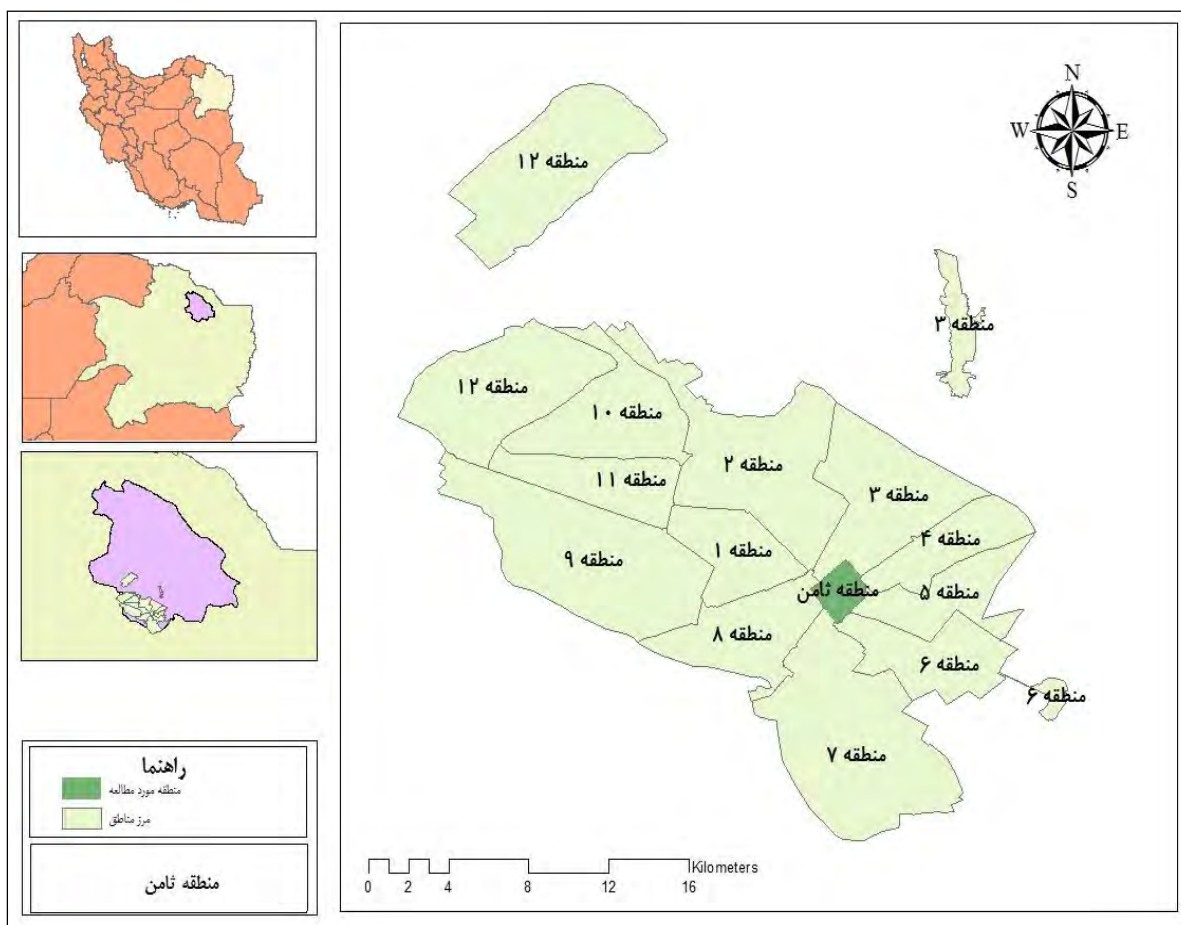 N
W E
S
منطقه ۱۲
منطقه ۳
منطقه ۱۲
منطقه ۱۰
منطقه ۲
منطقه ۱۱
منطقه ۳
منطقه ۴
منطقه ۱
منطقه ۹
منطقه ثامن
منطقه ۵
منطقه ۸
منطقه ۶
منطقه ۶
منطقه ۷
راهنما
منطقه مورد مطالعه
مرز مناطق
منطقه ثامن
Kilometers
0 2 4 8 12 16